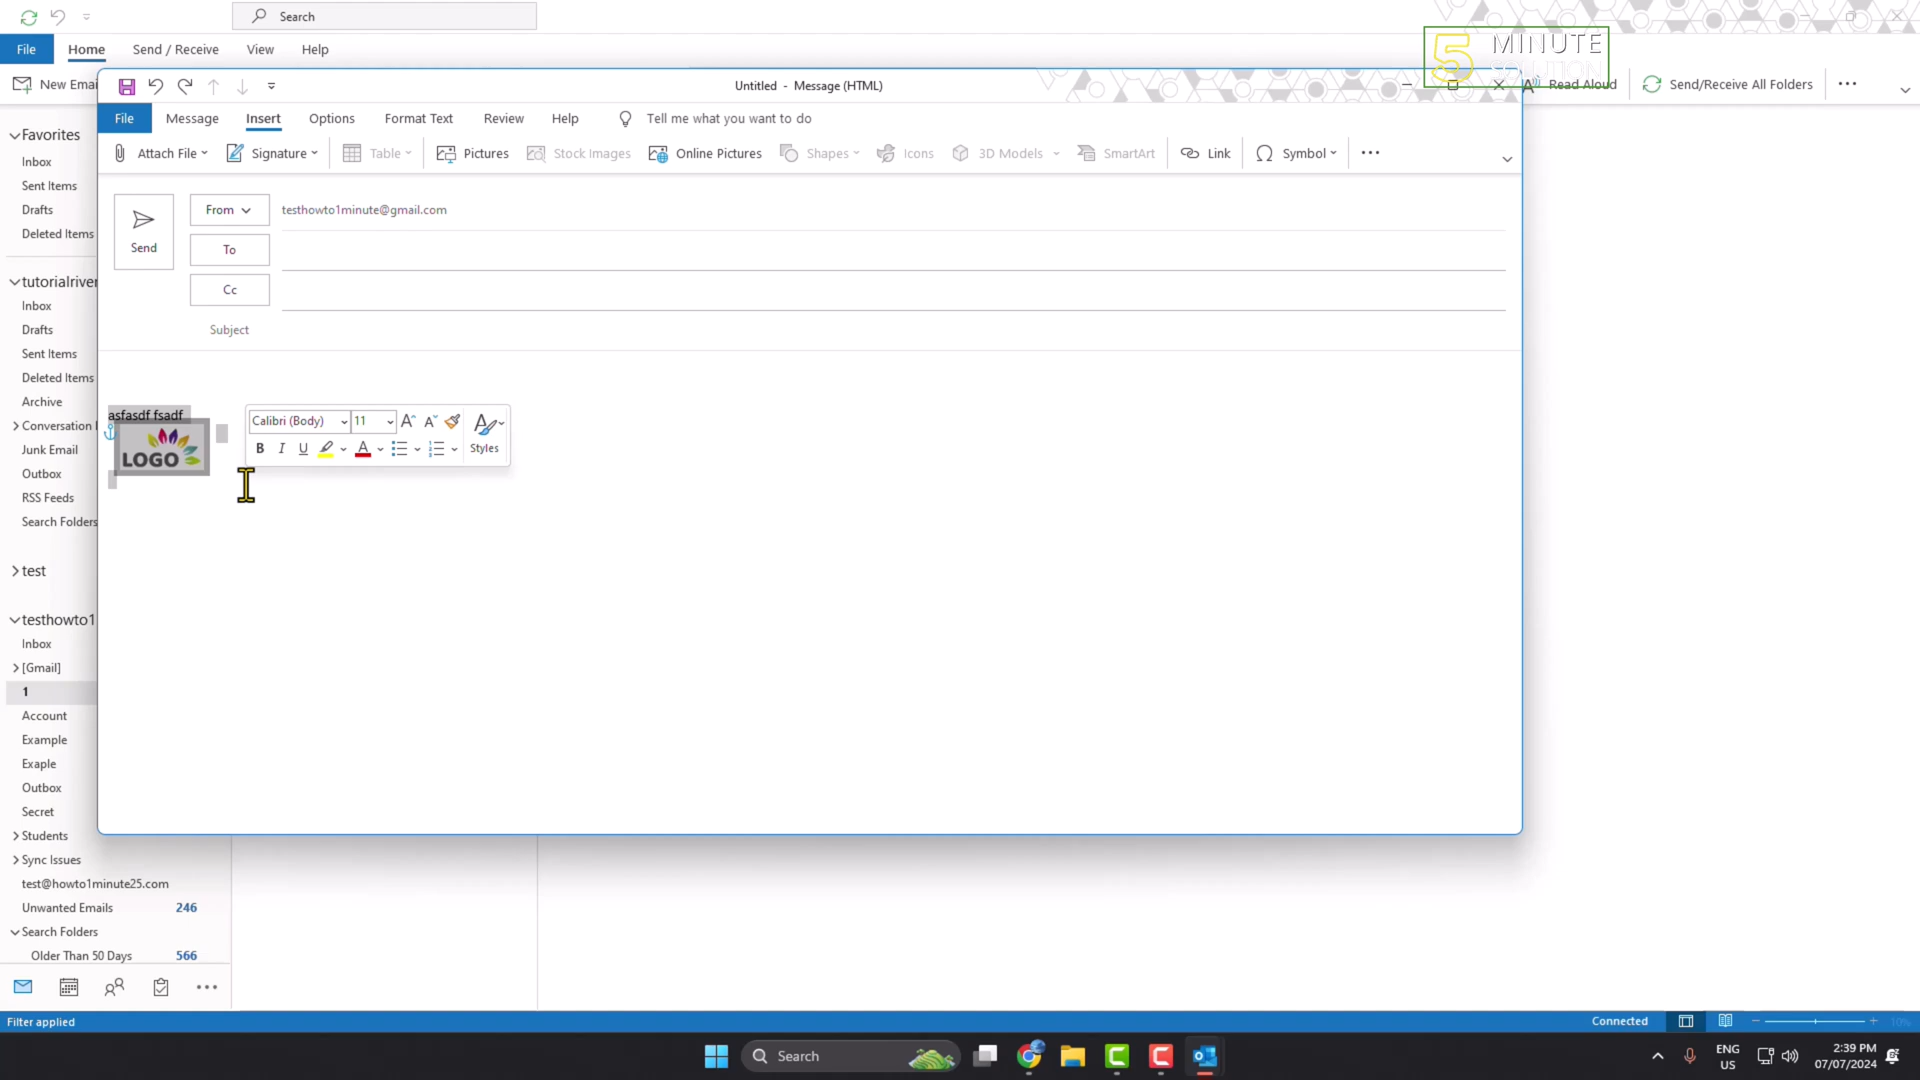 Search
File Home Send / Receive View Help
5 MINUTE SOLUTION
New Emai
Untitled - Message (HTML)
Read Aloud
Send/Receive All Folders
File Message Insert Options Format Text Review Help Tell me what you want to do
Attach File Signature Table Pictures Stock Images Online Pictures Shapes Icons 3D Models SmartArt Link Symbol
Favorites
Inbox
Sent Items
Drafts
Deleted Items
tutorialriver
Inbox
Drafts
Sent Items
Deleted Items
Archive
Conversation
Junk Email
Outbox
RSS Feeds
Search Folders
test
testhowto1
Inbox
[Gmail]
1
Account
Example
Exaple
Outbox
Secret
Students
Sync Issues
test@howto1minute25.com
Unwanted Emails 246
Search Folders
Older Than 50 Days 566
Send
From testhowto1minute@gmail.com
To
Cc
Subject
asfasdf fsadf
LOGO
Calibri (Body) 11
B I U A Styles
Filter applied
Connected
10%
Search
ENG
US
2:39 PM
07/07/2024